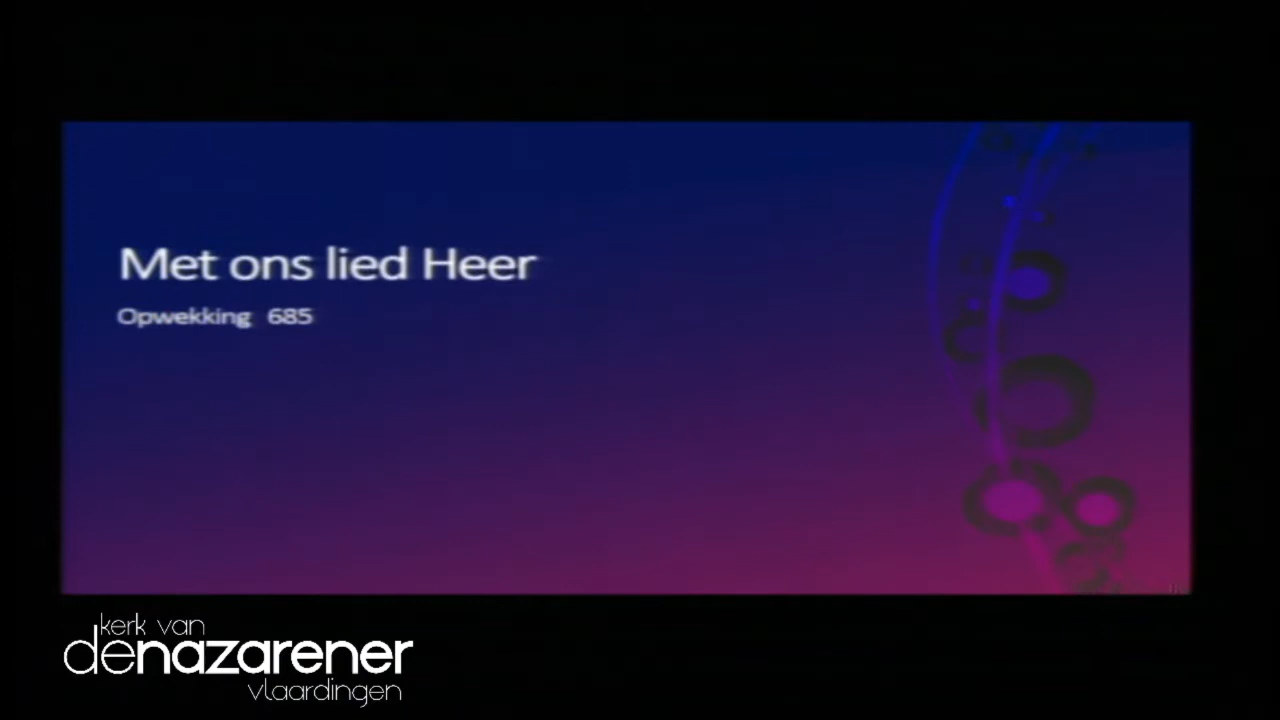 Met ons lied Heer
Opwekking 685
kerk van
denazarener
vlaardingen